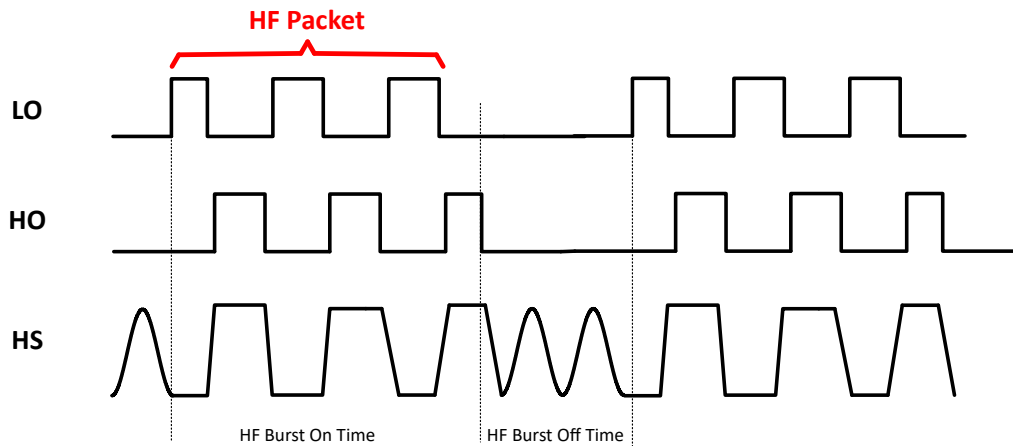 HF Packet
LO
HO
HS
HF Burst On Time
HF Burst Off Time